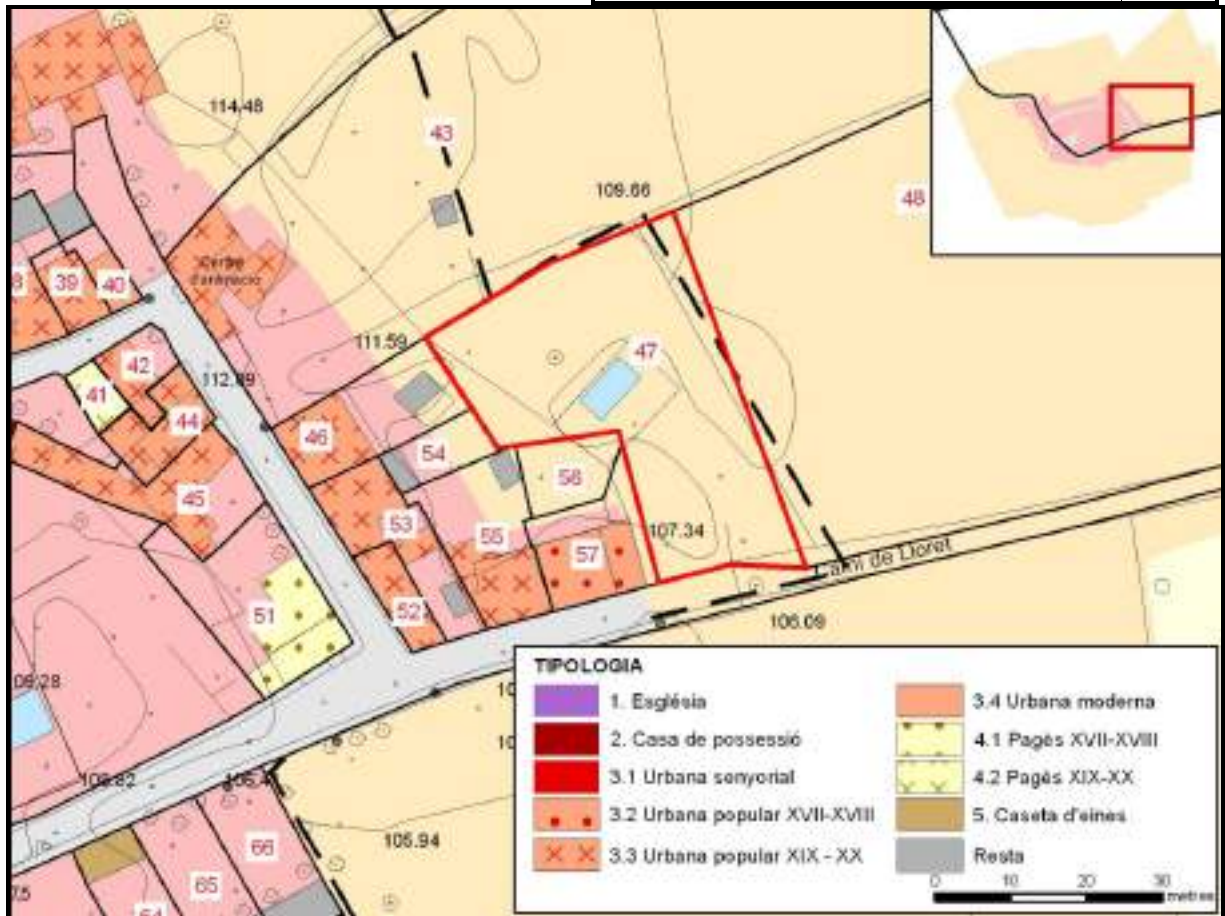 114.48
43
109.66
48
39
40
Centre
d'animació
111.59
42
112.89
47
41
44
46
54
56
45
53
55
57
107.34
51
52
Camí de Lloret
106.09
TIPOLOGIA
1. Església
2. Casa de possessió
3.1 Urbana senyorial
3.2 Urbana popular XVII-XVIII
3.3 Urbana popular XIX - XX
3.4 Urbana moderna
4.1 Pagès XVII-XVIII
4.2 Pagès XIX-XX
5. Caseta d'eines
Resta
0 10 20 30
metres
105.94
66
65
64